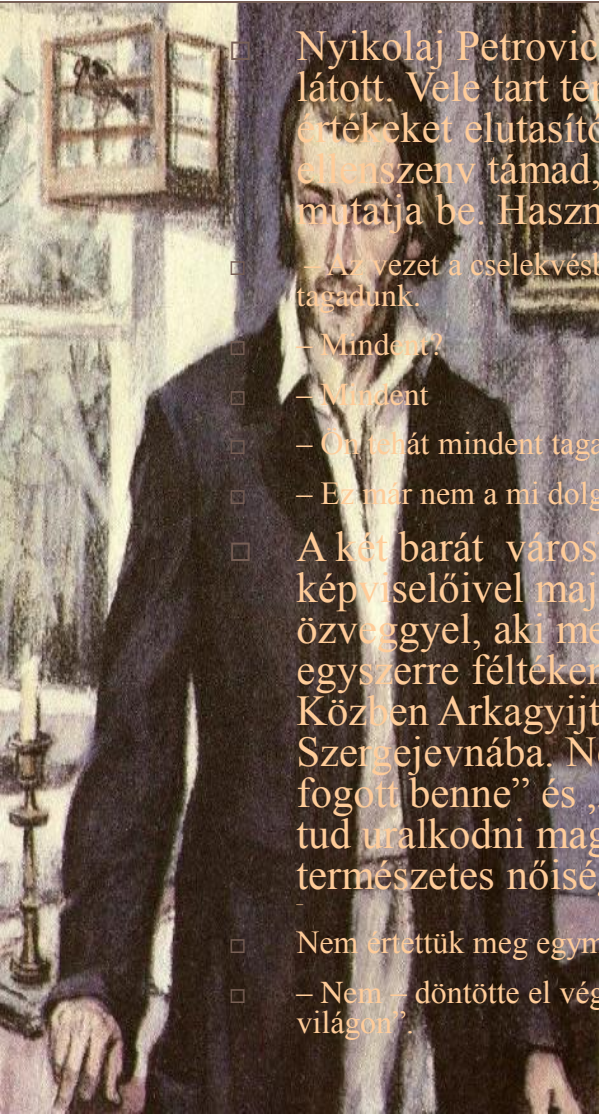 Nyikolaj Petrovic
látott. Vele tart te
értékeket elutasító
ellenszenv támad,
mutatja be. Haszn
– Az vezet a cselekvésb
tagadunk.
– Mindent?
– Mindent
– Ön tehát mindent taga
– Ez már nem a mi dolg
A két barát város
képviselőivel maj
özveggyel, aki me
egyszerre féltéken
Közben Arkagyijt
Szergejevnába. Ne
fogott benne” és „
tud uralkodni mag
természetes nőisé
Nem értettük meg egym
– Nem – döntötte el vég
világon”.